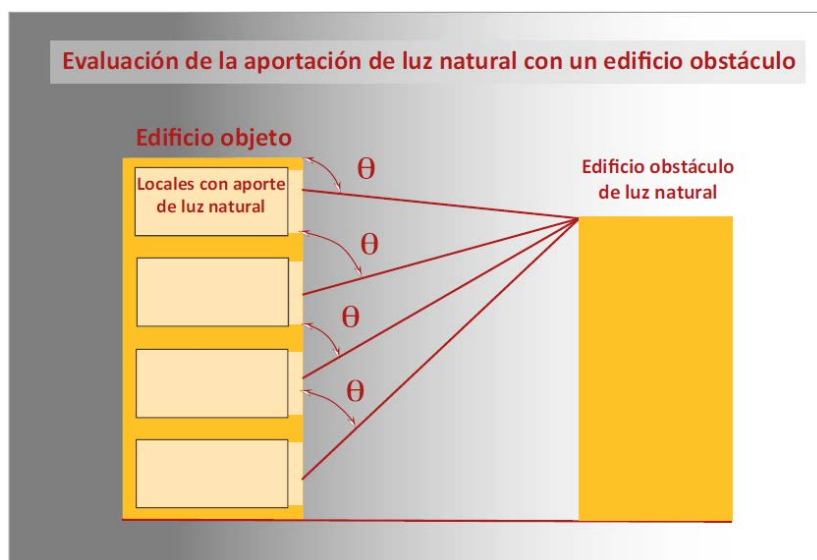 Evaluación de la aportación de luz natural con un edificio obstáculo
Edificio objeto
Locales con aporte
de luz natural
Edificio obstáculo
de luz natural
θ
θ
θ
θ